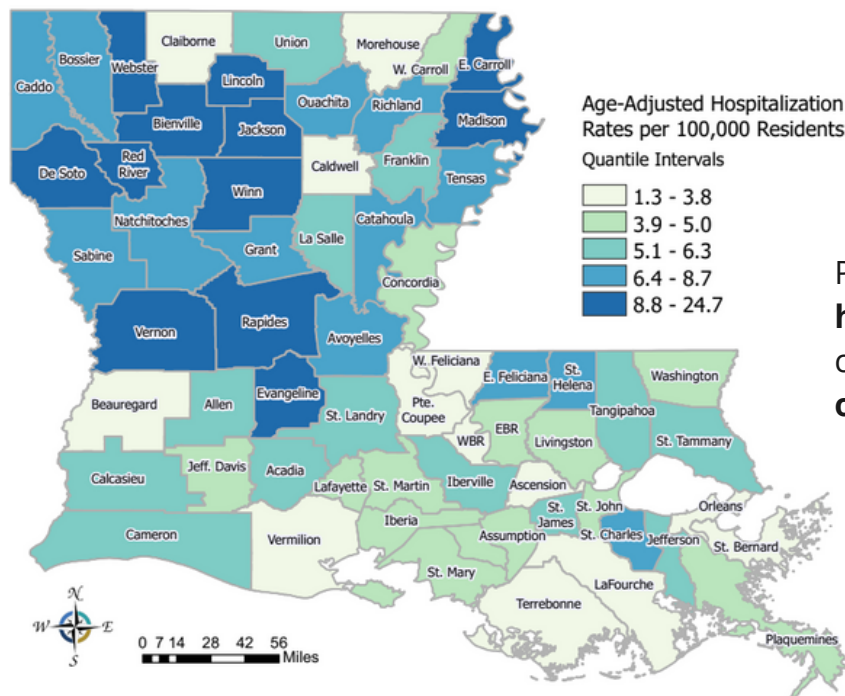 Claiborne
Union
Morehouse
W. Carroll
E. Carroll
Bossier
Webster
Caddo
Lincoln
Ouachita
Richland
Madison
Bienville
Jackson
De Soto
Red
River
Caldwell
Franklin
Tensas
Winn
Natchitoches
Catahoula
Sabine
Grant
La Salle
Concordia
Vernon
Rapides
Avoyelles
Age-Adjusted Hospitalization
Rates per 100,000 Residents
Quantile Intervals
1.3 - 3.8
3.9 - 5.0
5.1 - 6.3
6.4 - 8.7
8.8 - 24.7
W. Feliciana
E. Feliciana
St.
Helena
Washington
Beauregard
Allen
Evangeline
St. Landry
Pte.
Coupee
Tangipahoa
EBR
WBR
Livingston
St. Tammany
Calcasieu
Jeff. Davis
Acadia
Lafayette
St. Martin
Iberville
Ascension
Orleans
Cameron
Vermilion
Iberia
Assumption
St.
James
St. John
St. Charles
Jefferson
St. Bernard
St. Mary
LaFourche
Terrebonne
Plaquemines
N
W
E
S
0 7 14 28 42 56
Miles